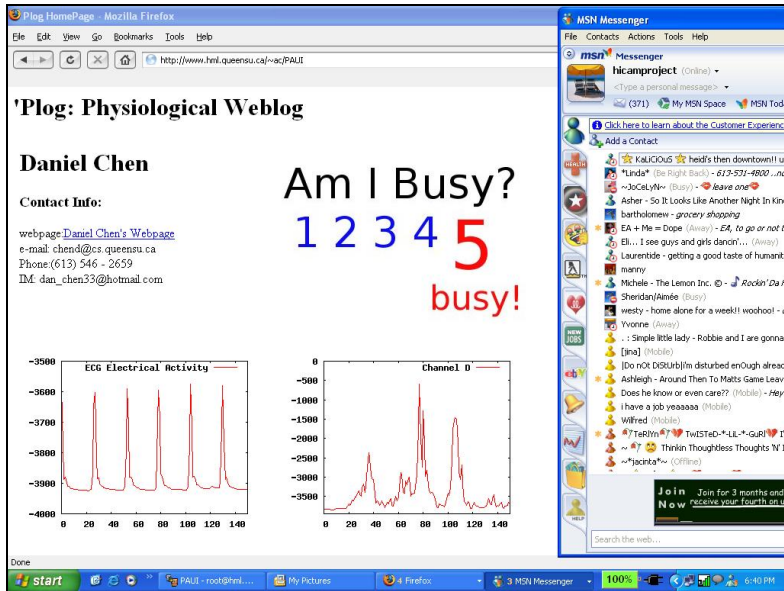 Plog HomePage - Mozilla Firefox
File Edit View Go Bookmarks Tools Help
http://www.hml.queensu.ca/~ac/PAUI
'Plog: Physiological Weblog
Daniel Chen
Contact Info:
webpage:Daniel Chen's Webpage
e-mail: chend@cs.queensu.ca
Phone:(613) 546 - 2659
IM: dan_chen33@hotmail.com
Am I Busy?
1 2 3 4 5
busy!
ECG Electrical Activity
-3500
-3600
-3700
-3800
-3900
-4000
0 20 40 60 80 100 120 140
Channel D
0
-500
-1000
-1500
-2000
-2500
-3000
-3500
0 20 40 60 80 100 120 140
Done
MSN Messenger
File Contacts Actions Tools Help
msn Messenger
hicamproject (Online)
<Type a personal message>
(371) My MSN Space MSN Tod
Click here to learn about the Customer Experienc
Add a Contact
KaLiCiOuS heidi's then downtown!! u
*Linda* (Be Right Back) - 613-531-4800 ..no
~JoCeLyN~ (Busy) - leave one
Asher - So It Looks Like Another Night In Kin
bartholomew - grocery shopping
EA + Me = Dope (Away) - EA, to go or not t
Eli... I see guys and girls dancin'... (Away)
Laurentide - getting a good taste of humanit
manny
Michele - The Lemon Inc. © - Rockin' Da
Sheridan/Aimée (Busy)
westy - home alone for a week!! woohoo! -
Yvonne (Away)
. : Simple little lady - Robbie and I are gonna
[jina] (Mobile)
|Do nOt DiStUrb|i'm disturbed enOugh alread
Ashleigh - Around Then To Matts Game Leav
Does he know or even care?? (Mobile) - Hey
i have a job yeaaaaa (Mobile)
Wilfred (Mobile)
TeRiYn TwISTeD-*-LiL-*-GuRl I'
~ Thinkin Thoughtless Thoughts 'N'
~*jacinta*~ (Offline)
HEALTH
NEW JOBS
ebY
HELP
Join Now
Join for 3 months and
receive your fourth on u
Search the web...
start
PAUI - root@hml....
My Pictures
4 Firefox
3 MSN Messenger
100%
6:40 PM